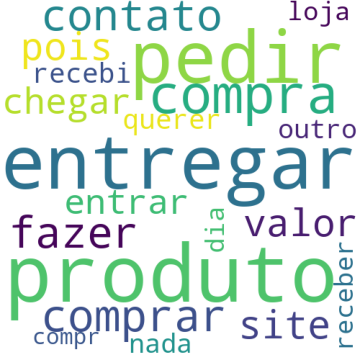 contato
loja
pois
pedir
recebi
compra
chegar
querer
outro
entregar
entrar
dia
valor
fazer
produto
receber
comprar
site
compr
nada